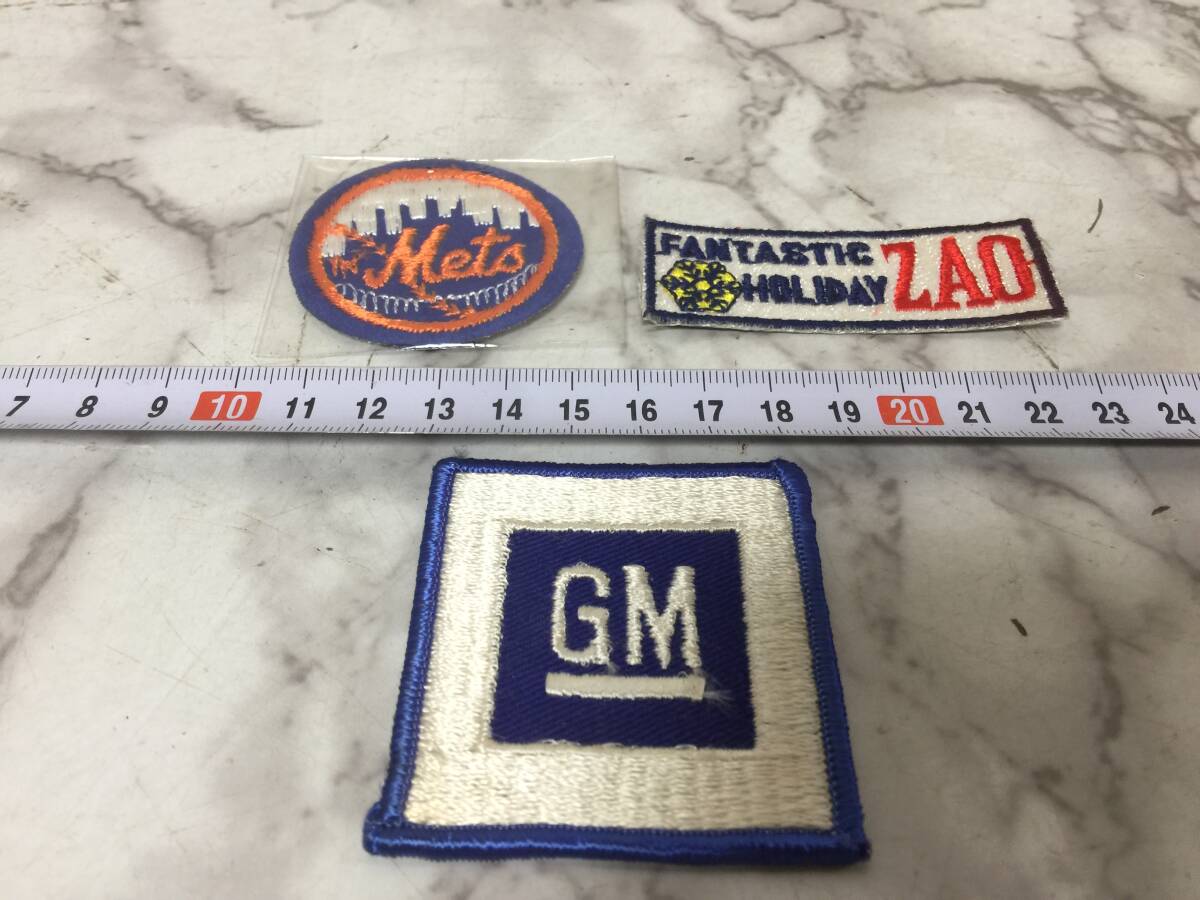 Mets
FANTASTIC
HOLIDAY ZAO
7 8 9 10 11 12 13 14 15 16 17 18 19 20 21 22 23 24
GM